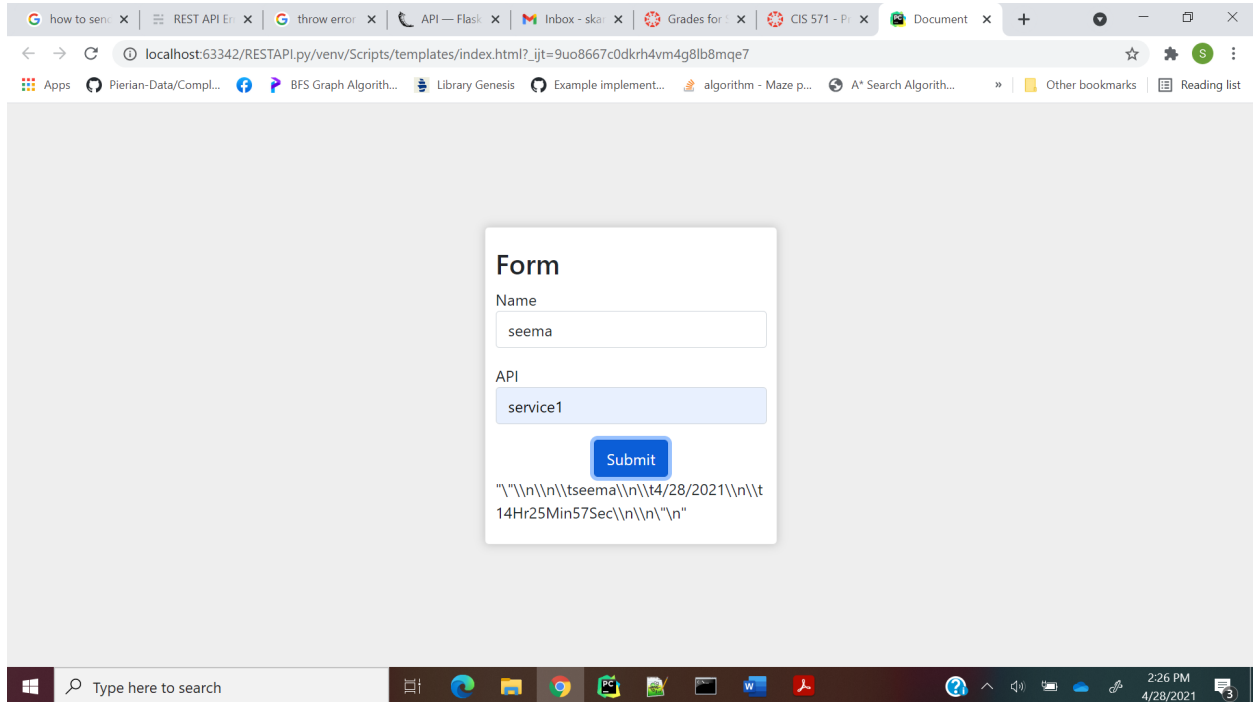 how to senc
REST API Er
throw error
API — Flask
Inbox - skar
Grades for S
CIS 571 - Pr
Document
localhost:63342/RESTAPI.py/venv/Scripts/templates/index.html?_ijt=9uo8667c0dkrh4vm4g8lb8mqe7
S
Apps
Pierian-Data/Compl...
BFS Graph Algorith...
Library Genesis
Example implement...
algorithm - Maze p...
A* Search Algorith...
»
Other bookmarks
Reading list
Form
Name
seema
API
service1
Submit
"\"\\n\\n\\tseema\\n\\t4/28/2021\\n\\t
14Hr25Min57Sec\\n\\n\"\n"
Type here to search
2:26 PM
4/28/2021
3